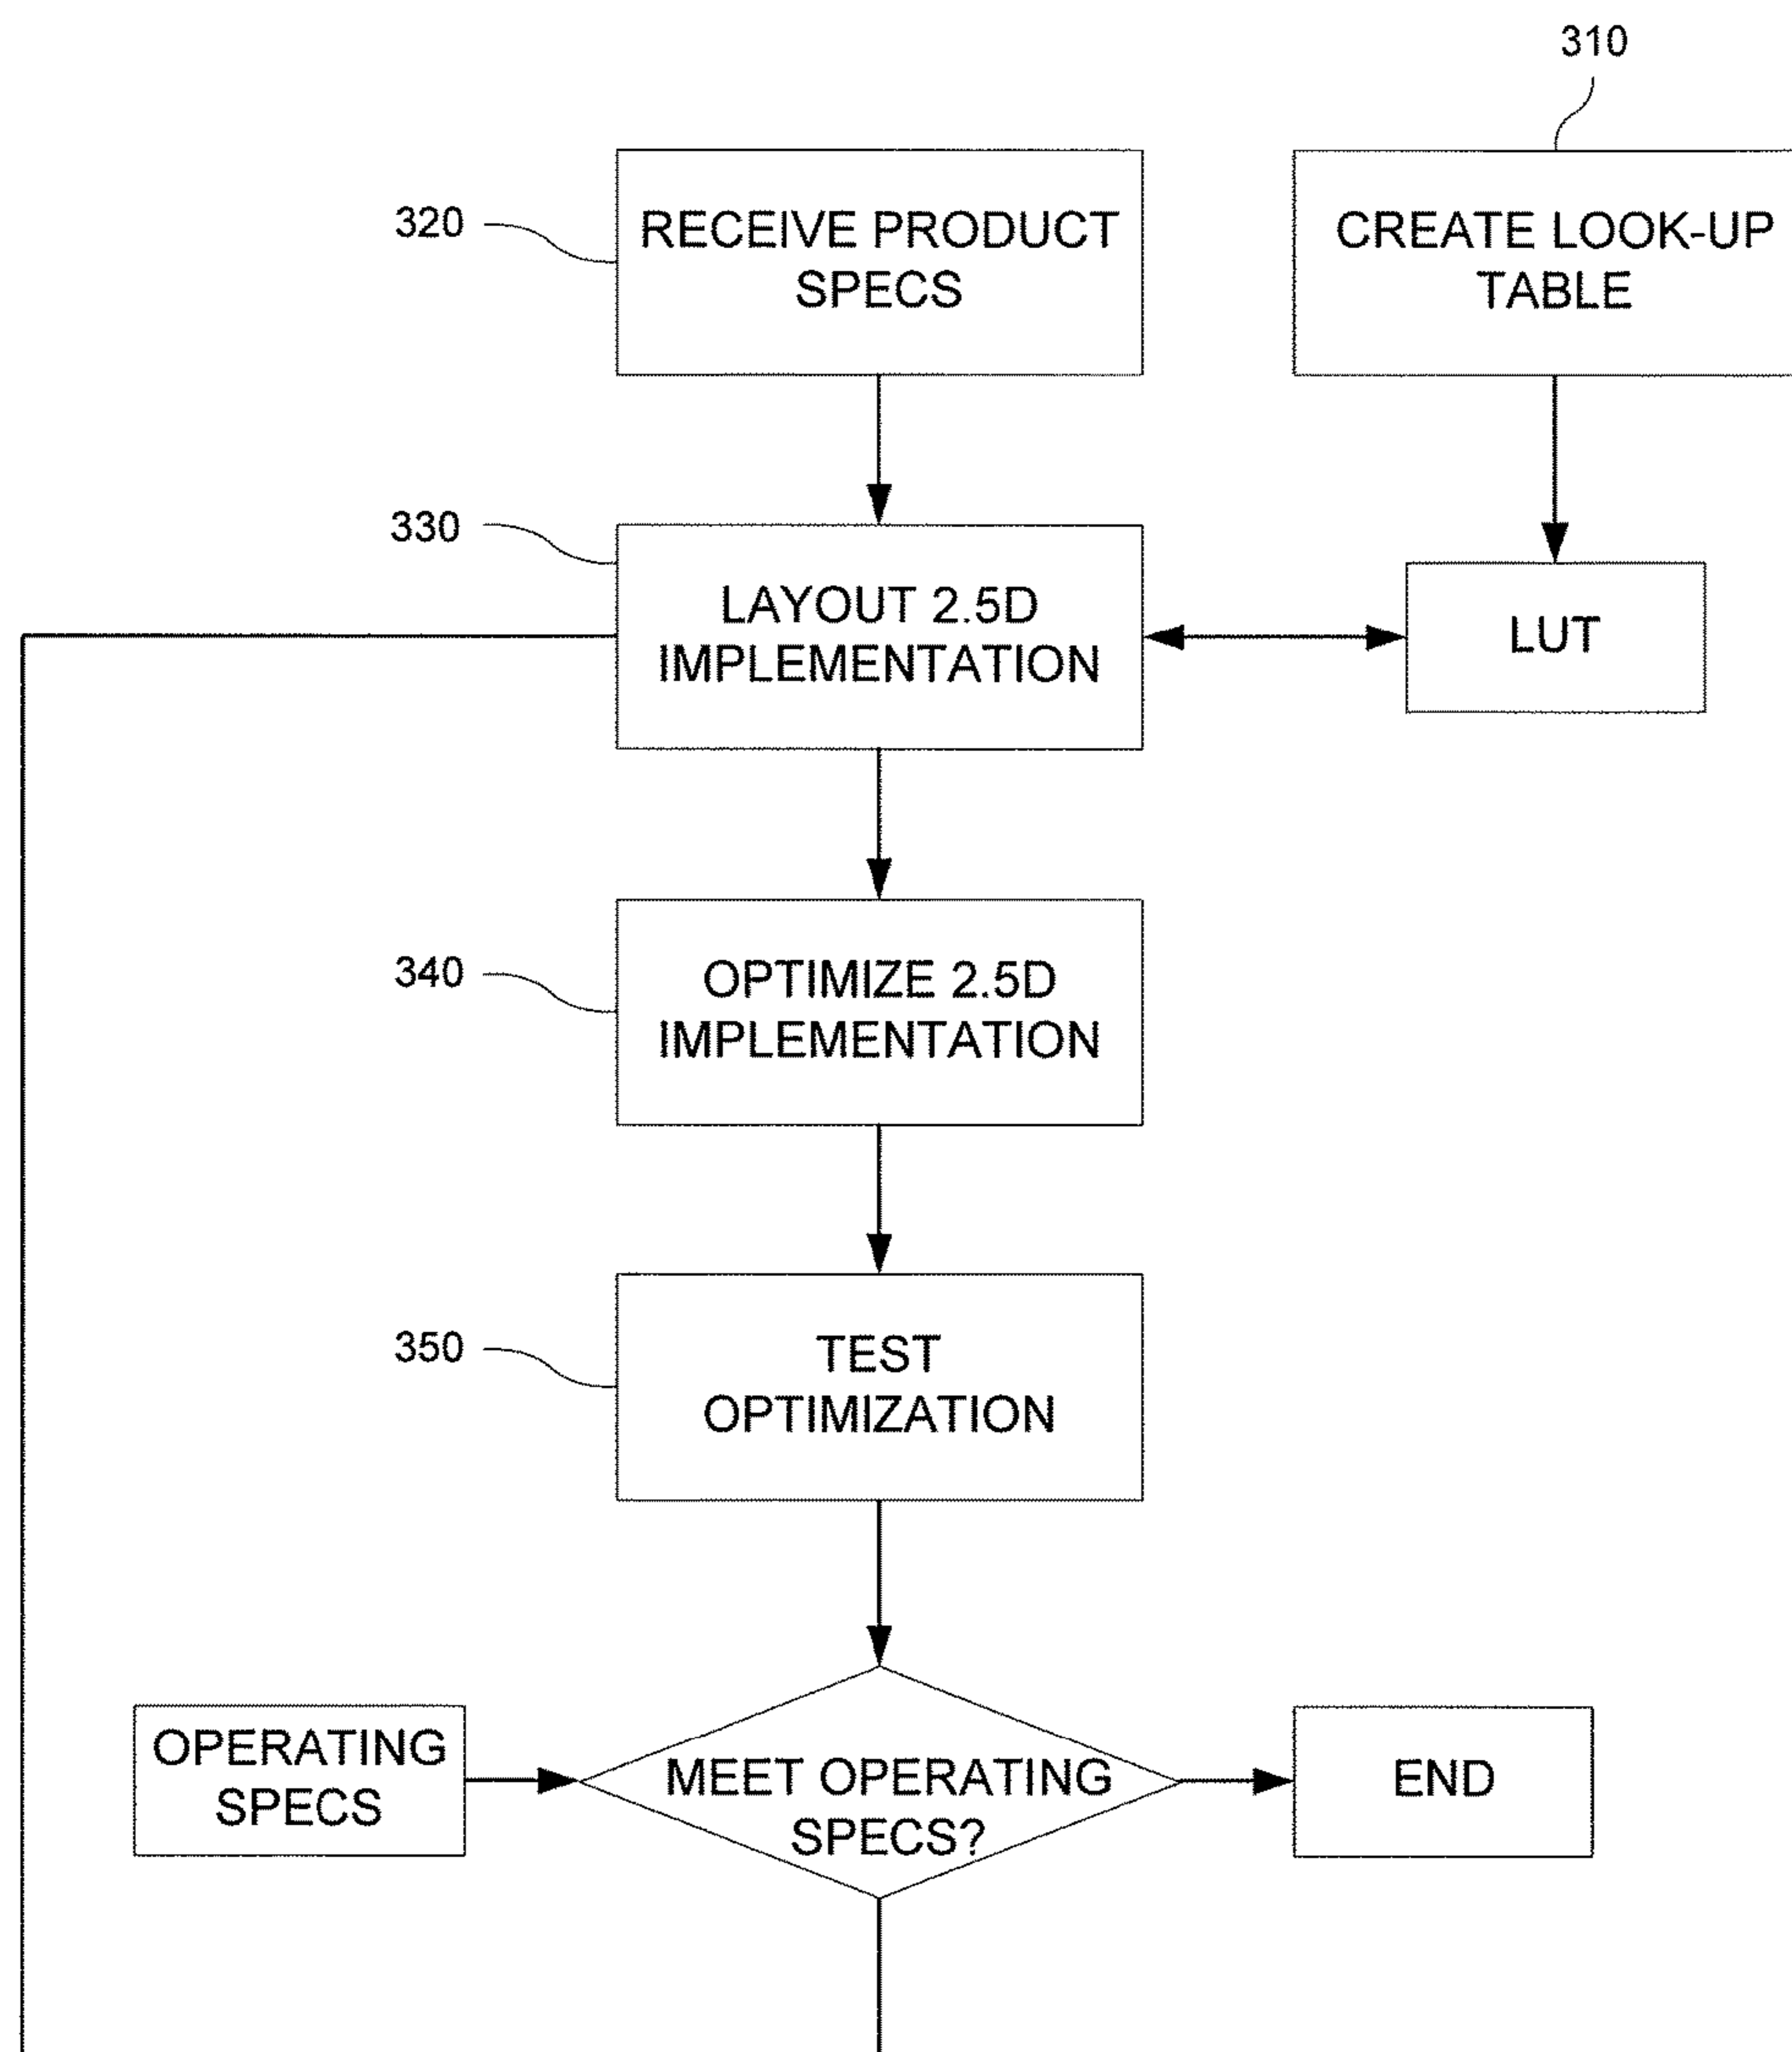 310
320
RECEIVE PRODUCT
SPECS
CREATE LOOK-UP
TABLE
330
LAYOUT 2.5D
IMPLEMENTATION
LUT
340
OPTIMIZE 2.5D
IMPLEMENTATION
350
TEST
OPTIMIZATION
OPERATING
SPECS
MEET OPERATING
SPECS?
END